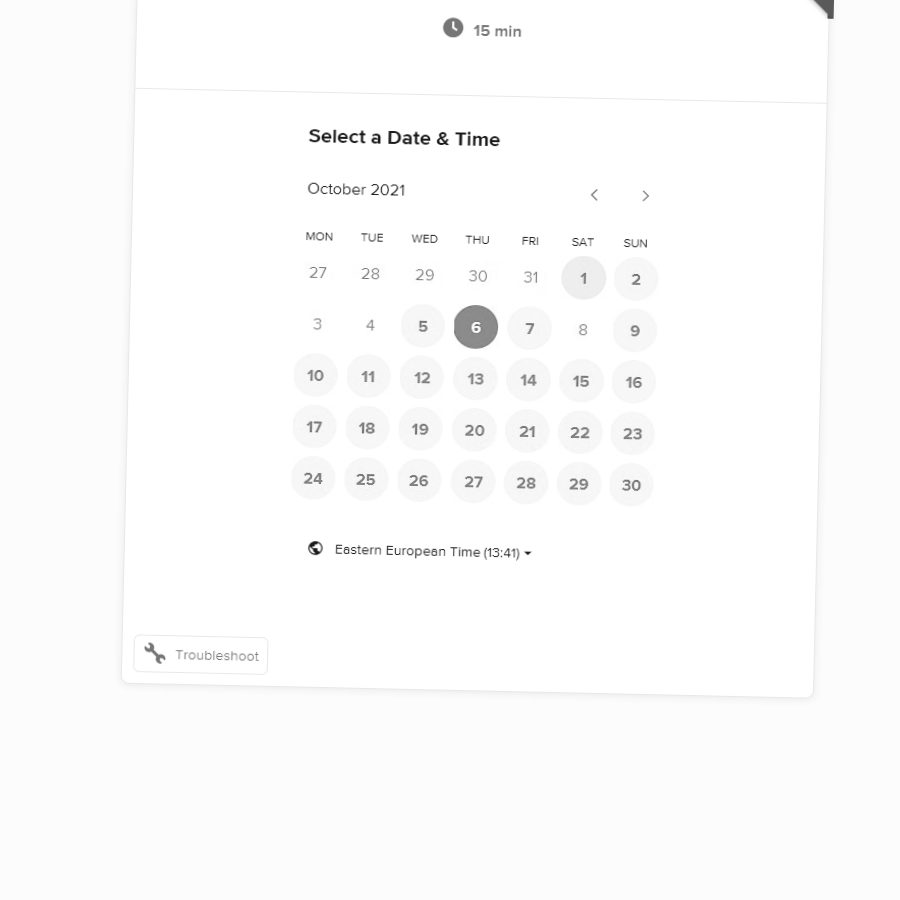 15 min
Select a Date & Time
October 2021
MON TUE WED THU FRI SAT SUN
27 28 29 30 31 1 2
3 4 5 6 7 8 9
10 11 12 13 14 15 16
17 18 19 20 21 22 23
24 25 26 27 28 29 30
Eastern European Time (13:41)
Troubleshoot